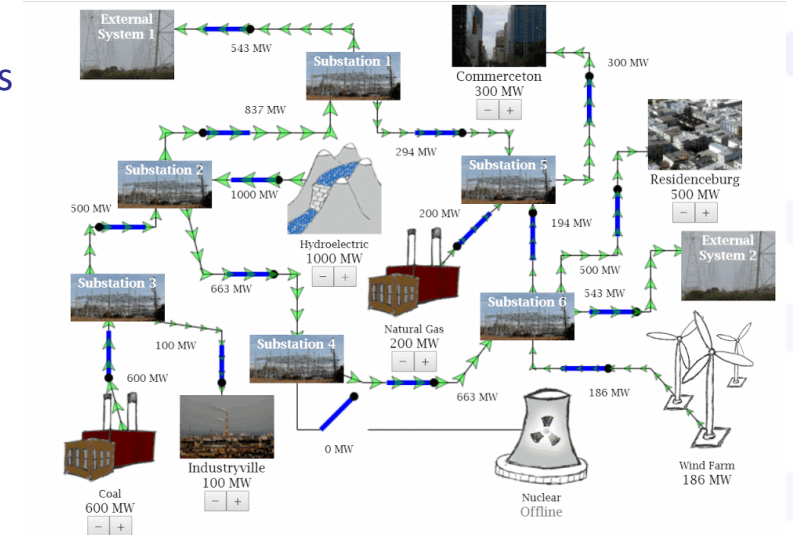 s
External
System 1
543 MW
Substation 1
Commerceton
300 MW
− +
300 MW
837 MW
294 MW
Substation 2
1000 MW
Substation 5
Residenceburg
500 MW
− +
500 MW
Hydroelectric
1000 MW
− +
200 MW
194 MW
External
System 2
663 MW
500 MW
543 MW
Substation 3
Substation 6
Natural Gas
200 MW
− +
100 MW
Substation 4
600 MW
663 MW
186 MW
0 MW
Industryville
100 MW
− +
Wind Farm
186 MW
Coal
600 MW
− +
Nuclear
Offline